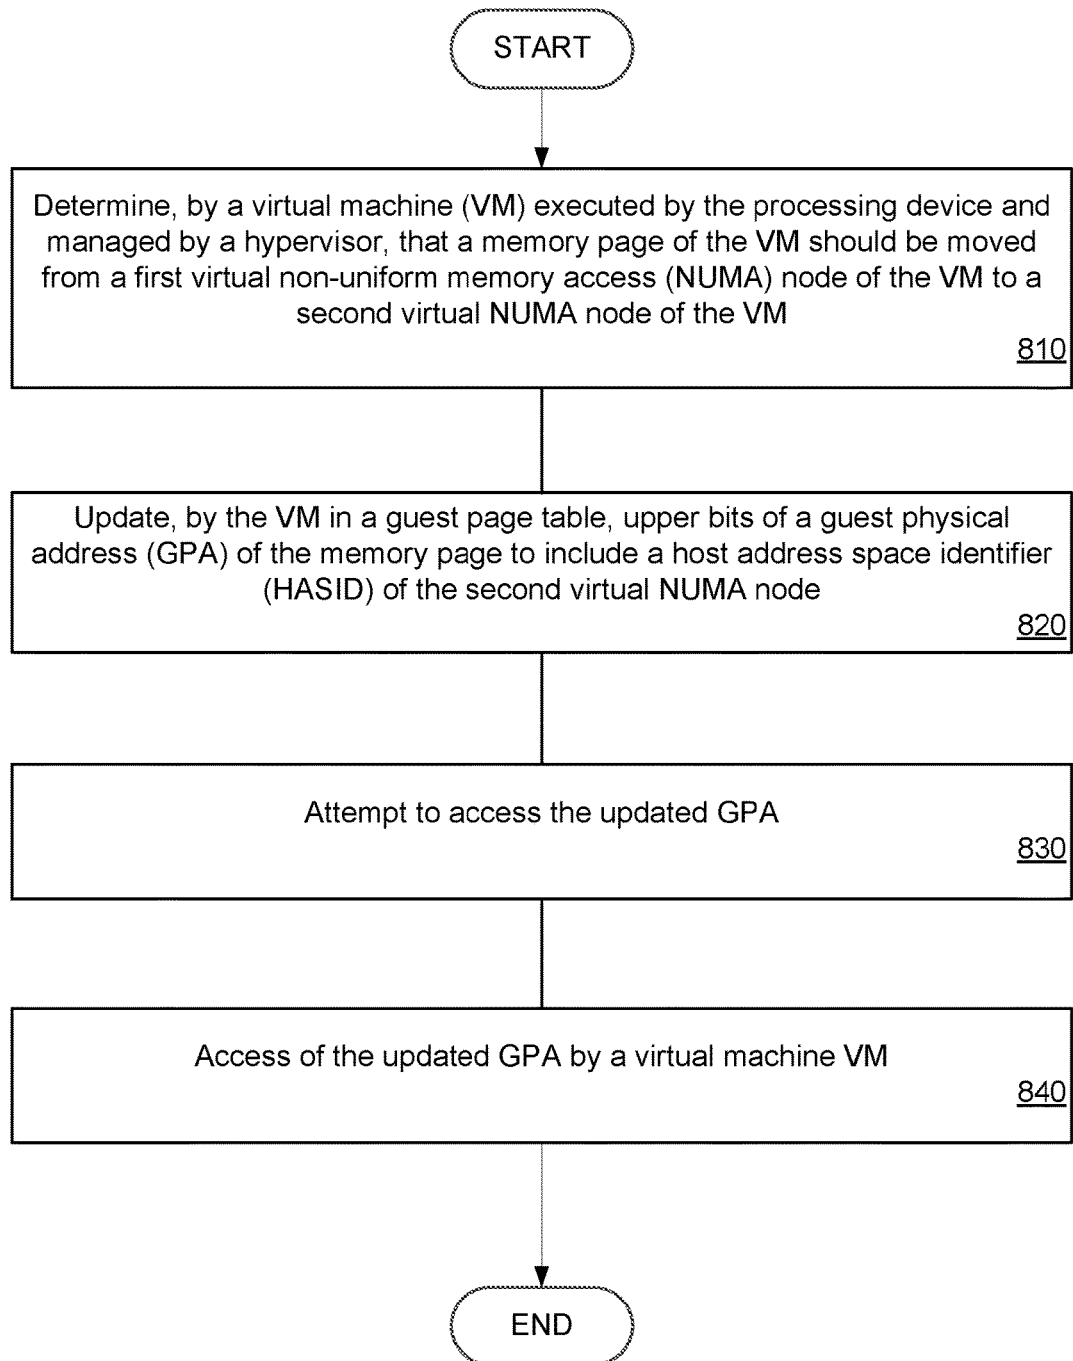 START
Determine, by a virtual machine (VM) executed by the processing device and
managed by a hypervisor, that a memory page of the VM should be moved
from a first virtual non-uniform memory access (NUMA) node of the VM to a
second virtual NUMA node of the VM
810
Update, by the VM in a guest page table, upper bits of a guest physical
address (GPA) of the memory page to include a host address space identifier
(HASID) of the second virtual NUMA node
820
Attempt to access the updated GPA
830
Access of the updated GPA by a virtual machine VM
840
END